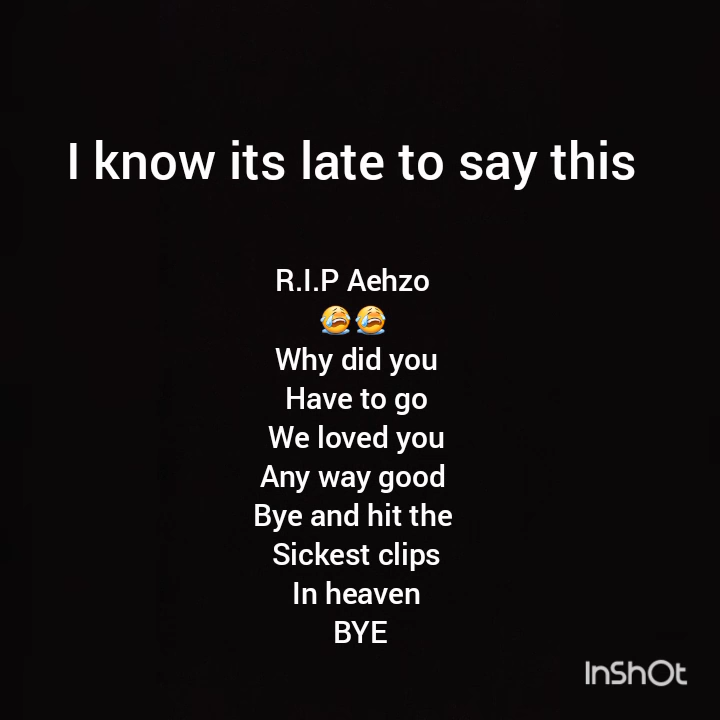 I know its late to say this
R.I.P Aehzo
😭😭
Why did you
Have to go
We loved you
Any way good
Bye and hit the
Sickest clips
In heaven
BYE
InShOt